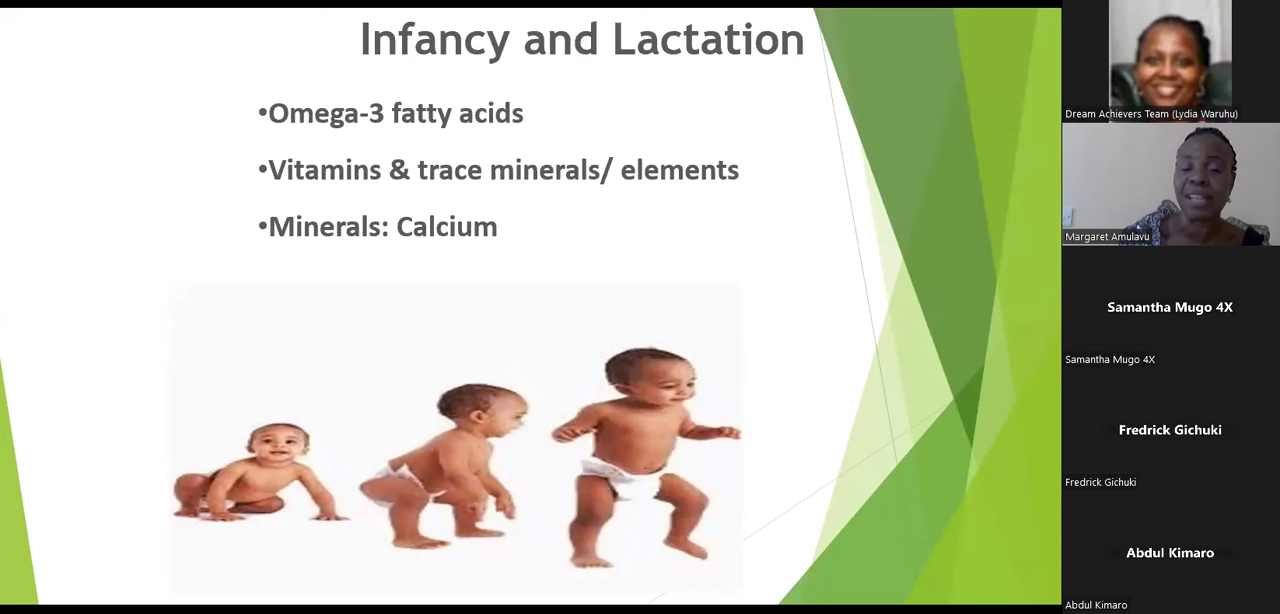 Infancy and Lactation
•Omega-3 fatty acids
•Vitamins & trace minerals/ elements
•Minerals: Calcium
Dream Achievers Team (Lydia Waruhu)
Margaret Amulavu
Samantha Mugo 4X
Samantha Mugo 4X
Fredrick Gichuki
Fredrick Gichuki
Abdul Kimaro
Abdul Kimaro